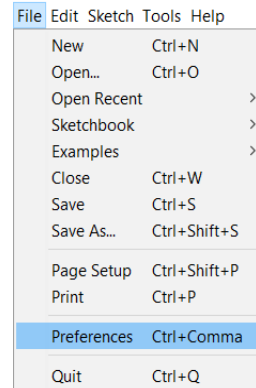 File Edit Sketch Tools Help
New Ctrl+N
Open... Ctrl+O
Open Recent
Sketchbook
Examples
Close Ctrl+W
Save Ctrl+S
Save As... Ctrl+Shift+S
Page Setup Ctrl+Shift+P
Print Ctrl+P
Preferences Ctrl+Comma
Quit Ctrl+Q